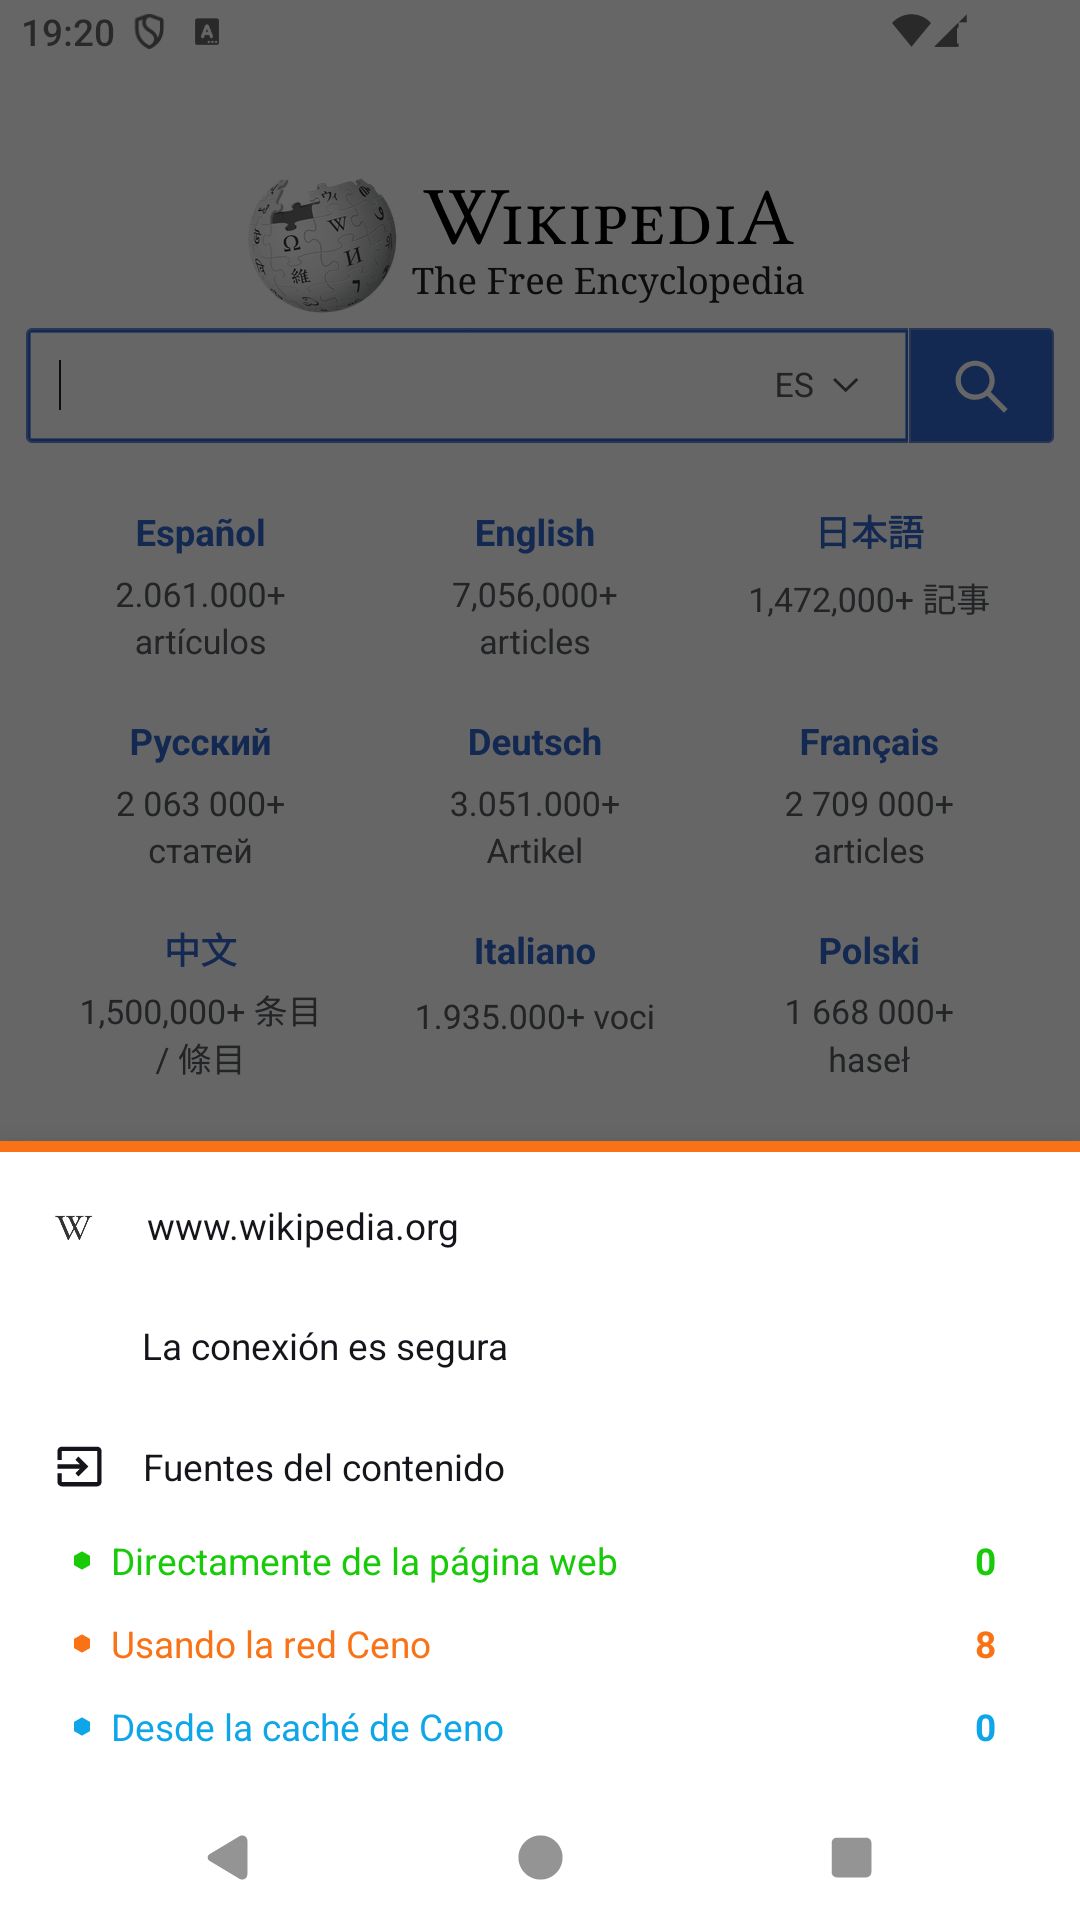 19:20
WIKIPEDIA
The Free Encyclopedia
ES
Español
2.061.000+
artículos
English
7,056,000+
articles
日本語
1,472,000+ 記事
Русский
2 063 000+
статей
Deutsch
3.051.000+
Artikel
Français
2 709 000+
articles
中文
1,500,000+ 条目
/ 條目
Italiano
1.935.000+ voci
Polski
1 668 000+
haseł
www.wikipedia.org
La conexión es segura
Fuentes del contenido
Directamente de la página web 0
Usando la red Ceno 8
Desde la caché de Ceno 0